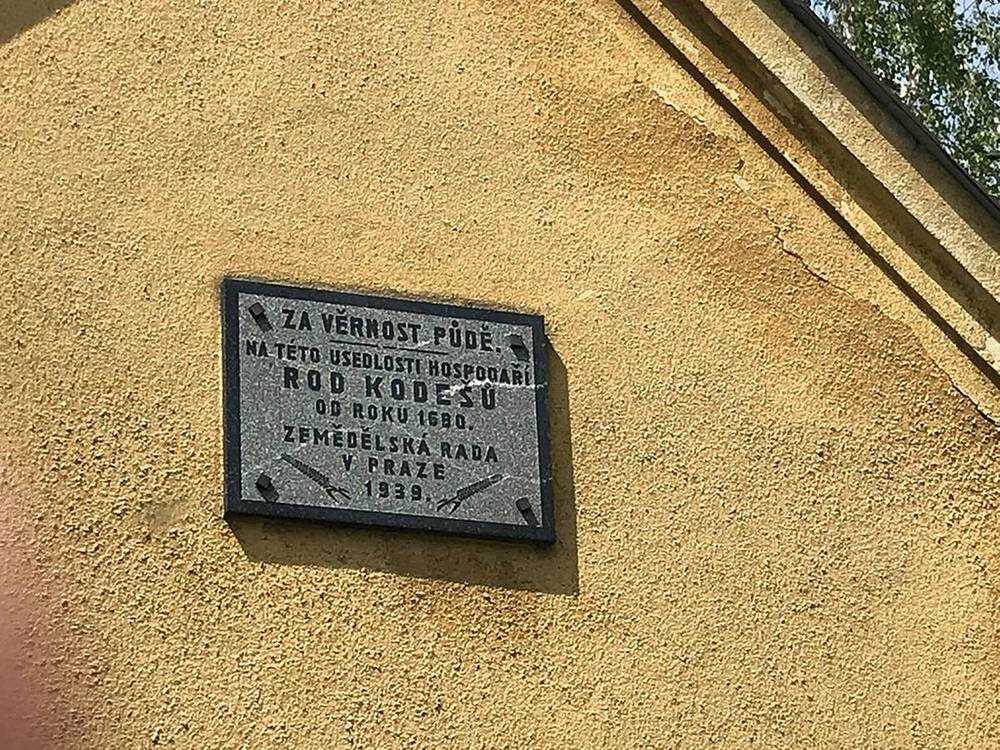 ZA VĚRNOST PŮDĚ.
NA TÉTO USEDLOSTI HOSPODAŘÍ
ROD KODEŠŮ
OD ROKU 1680.
ZEMĚDĚLSKÁ RADA
V PRAZE
1939.